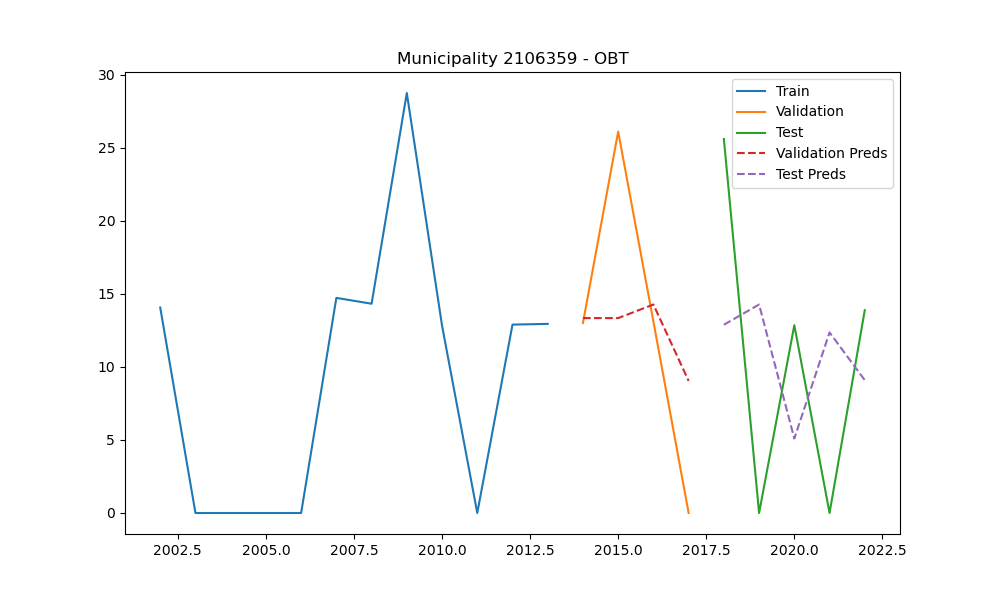 Municipality 2106359 - OBT
30
25
20
15
10
5
0
Train
Validation
Test
Validation Preds
Test Preds
2002.5 2005.0 2007.5 2010.0 2012.5 2015.0 2017.5 2020.0 2022.5